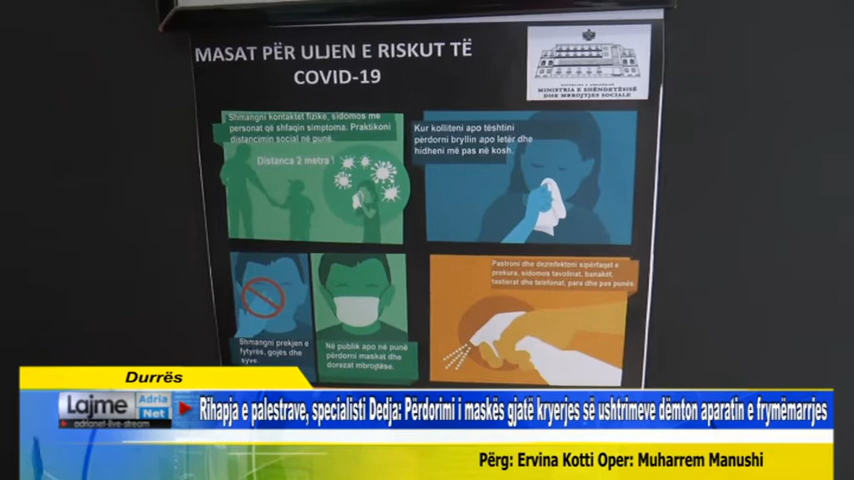 MASAT PËR ULJEN E RISKUT TË
COVID-19
MINISTRIA E SHËNDETËSISË
DHE MBROJTJES SOCIALE
Shmangni kontaktet fizike, sidomos me
personat që shfaqin simptoma. Praktikoni
distancimin social në punë.
Distanca 2 metra !
Kur kolliteni apo tështini
përdorni bryllin apo letër dhe
hidheni më pas në kosh.
Shmangni prekjen e
fytyrës, gojës dhe
syve.
Në publik apo në punë
përdorni maskat dhe
dorezat mbrojtëse.
Pastroni dhe dezinfektoni sipërfaqet e
prekura, sidomos tavolinat, banakët,
tastierat dhe telefonat, para dhe pas punës.
Durrës
Lajme
Adria
Net
adrianet-live-stream
Rihapja e palestrave, specialisti Dedja: Përdorimi i maskës gjatë kryerjes së ushtrimeve dëmton aparatin e frymëmarrjes
Përg: Ervina Kotti Oper: Muharrem Manushi